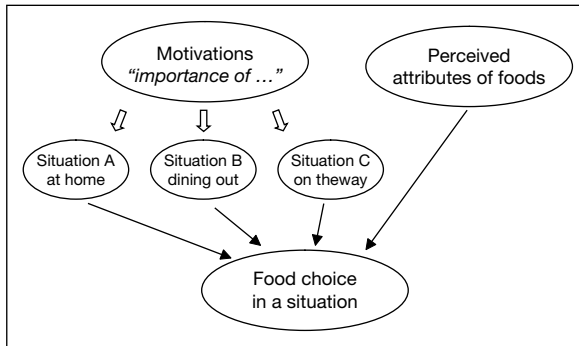 Motivations
“importance of ...”
Perceived
attributes of foods
Situation A
at home
Situation B
dining out
Situation C
on theway
Food choice
in a situation